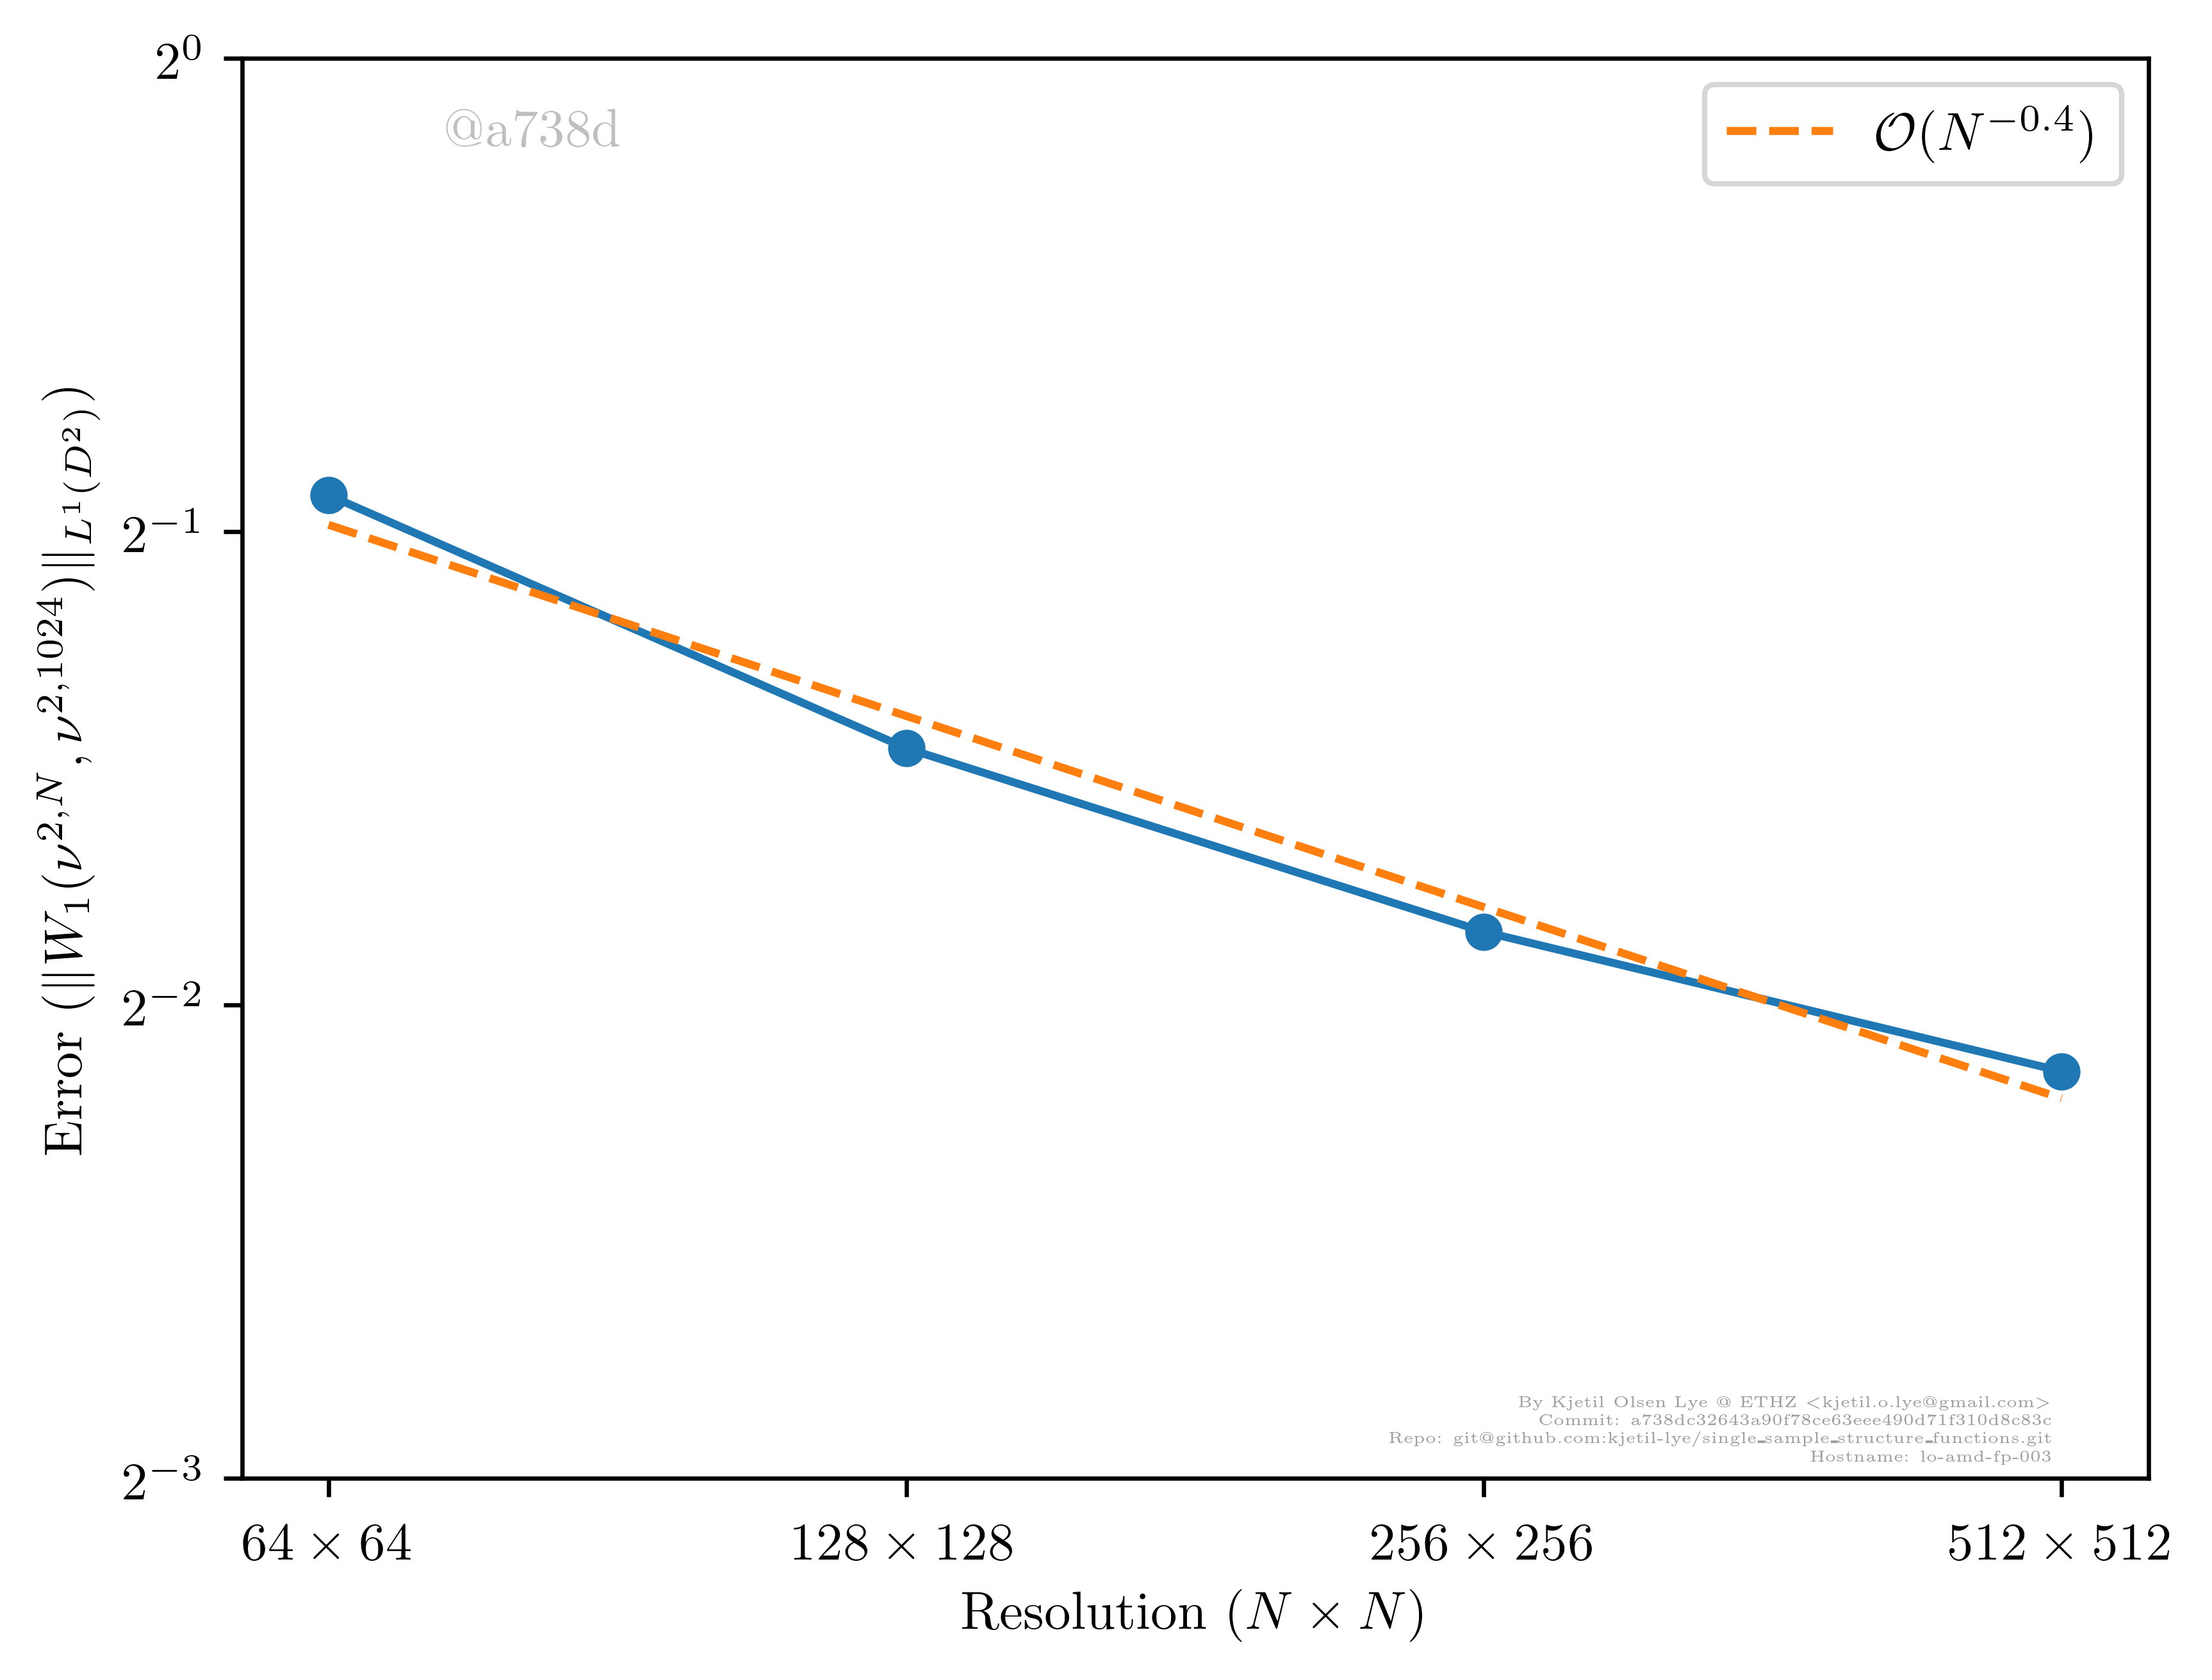 @a738d
𝒪(N^{-0.4})
2^0
2^{-1}
2^{-2}
2^{-3}
Error (||W_1(ν^{2,N}, ν^{2,1024})||_{L^1(D^2)})
By Kjetil Olsen Lye @ ETHZ <kjetil.o.lye@gmail.com>
Commit: a738dc32643a90f78ce63eee490d71f310d8c83c
Repo: git@github.com:kjetil-lye/single_sample_structure_functions.git
Hostname: lo-amd-fp-003
64 × 64 128 × 128 256 × 256 512 × 512
Resolution (N × N)